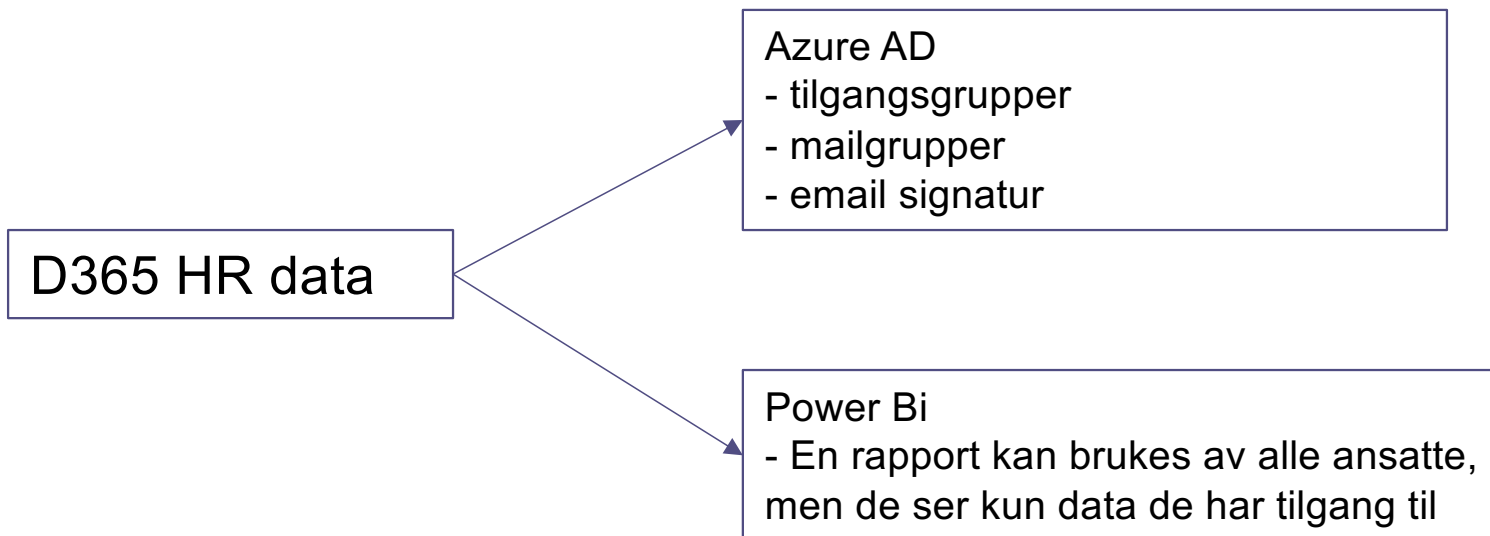 Azure AD
- tilgangsgrupper
- mailgrupper
- email signatur
D365 HR data
Power Bi
- En rapport kan brukes av alle ansatte,
men de ser kun data de har tilgang til